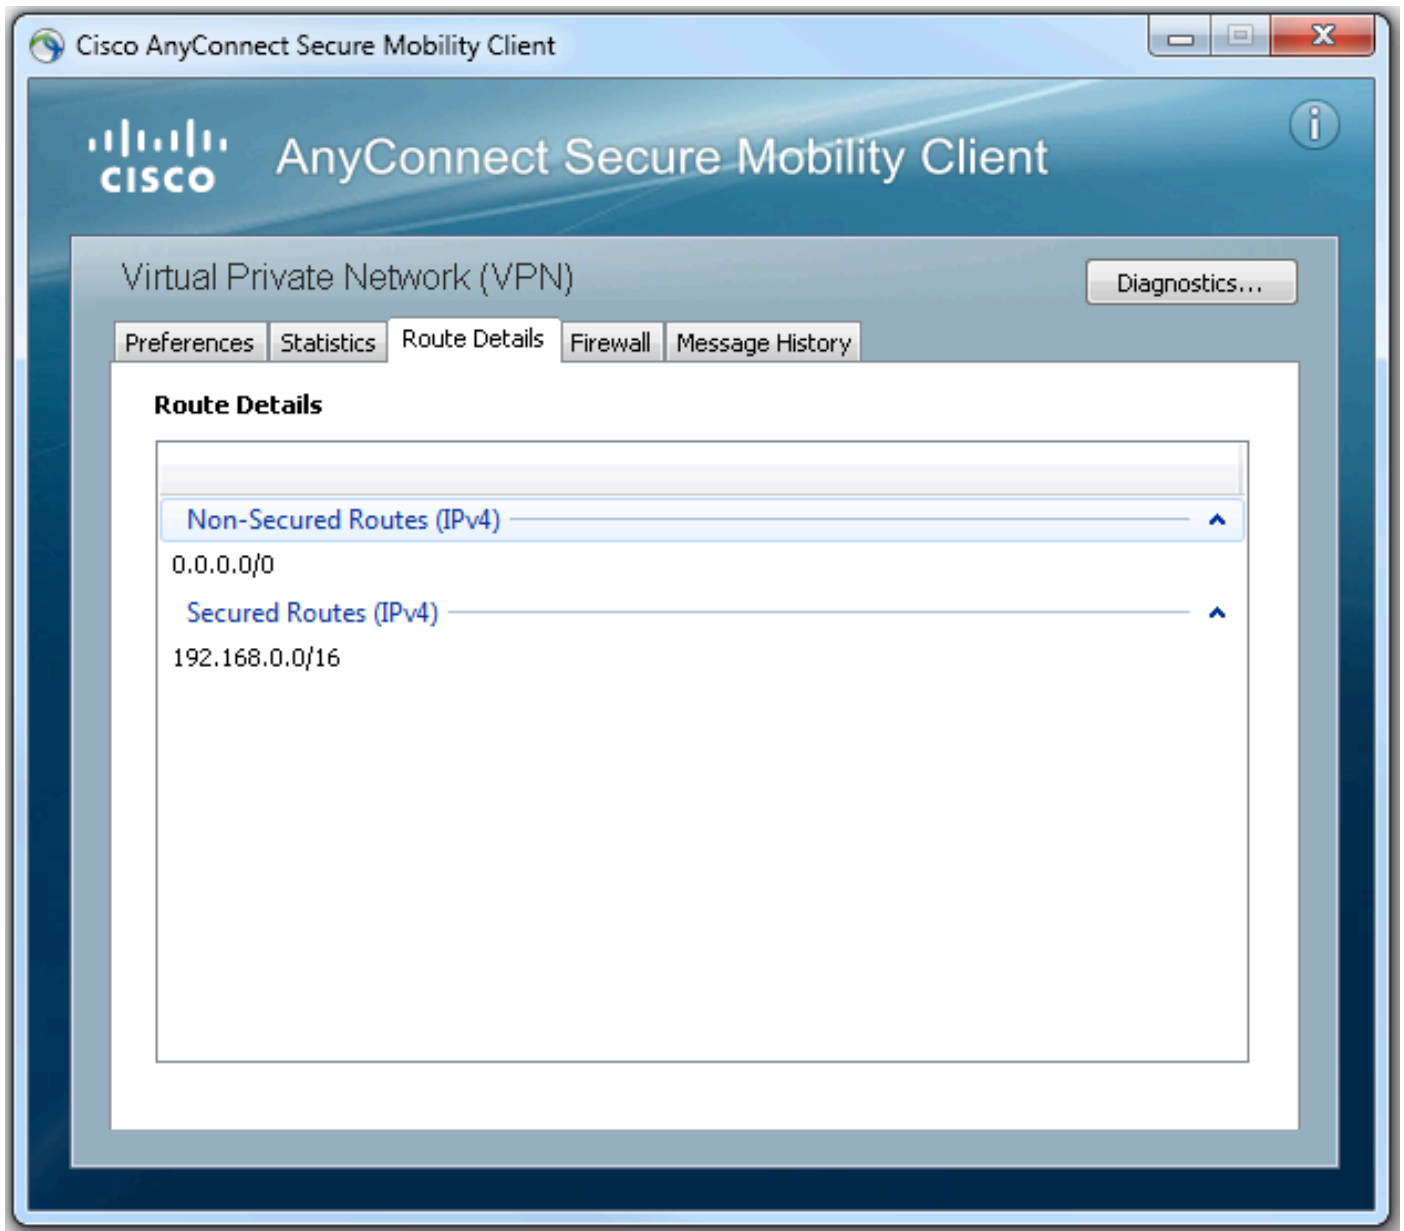 Cisco AnyConnect Secure Mobility Client
CISCO
AnyConnect Secure Mobility Client
Virtual Private Network (VPN)
Diagnostics...
Preferences Statistics Route Details Firewall Message History
Route Details
Non-Secured Routes (IPv4)
0.0.0.0/0
Secured Routes (IPv4)
192.168.0.0/16